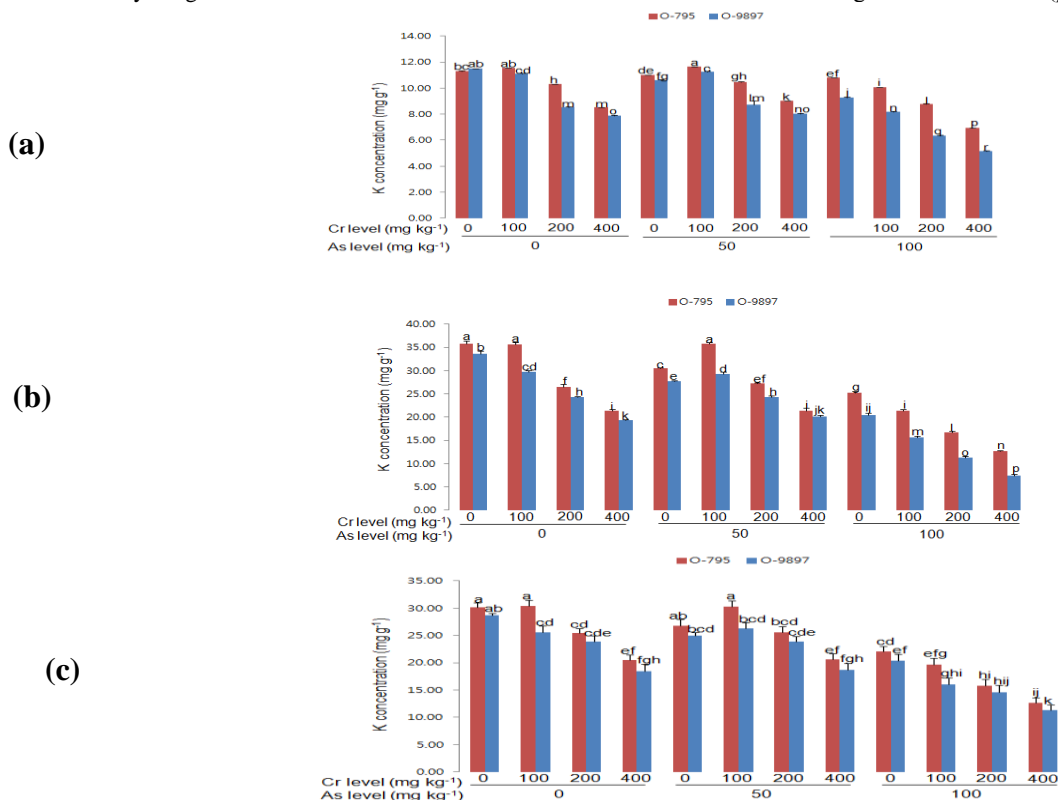 O-795 O-9897
(a)
K concentration (mg g-1)
14.00
12.00
10.00
8.00
6.00
4.00
2.00
0.00
bc ab ab cd h m m o de fg a c gh lm k no ef j i n l q p r
Cr level (mg kg-1) 0 100 200 400 0 100 200 400 100 200 400
As level (mg kg-1) 0 50 100
O-795 O-9897
(b)
K concentration (mg g-1)
40.00
35.00
30.00
25.00
20.00
15.00
10.00
5.00
0.00
a b a cd f h i k c e a d ef h i jk g ij i m l o n p
Cr level (mg kg-1) 0 100 200 400 0 100 200 400 0 100 200 400
As level (mg kg-1) 0 50 100
O-795 O-9897
(c)
K concentration (mg g-1)
35.00
30.00
25.00
20.00
15.00
10.00
5.00
0.00
a ab a cd cd cde ef fgh ab bcd a bcd bcd cde ef fgh cd ef efg ghi hi hij ij k
Cr level (mg kg-1) 0 100 200 400 0 100 200 400 0 100 200 400
As level (mg kg-1) 0 50 100